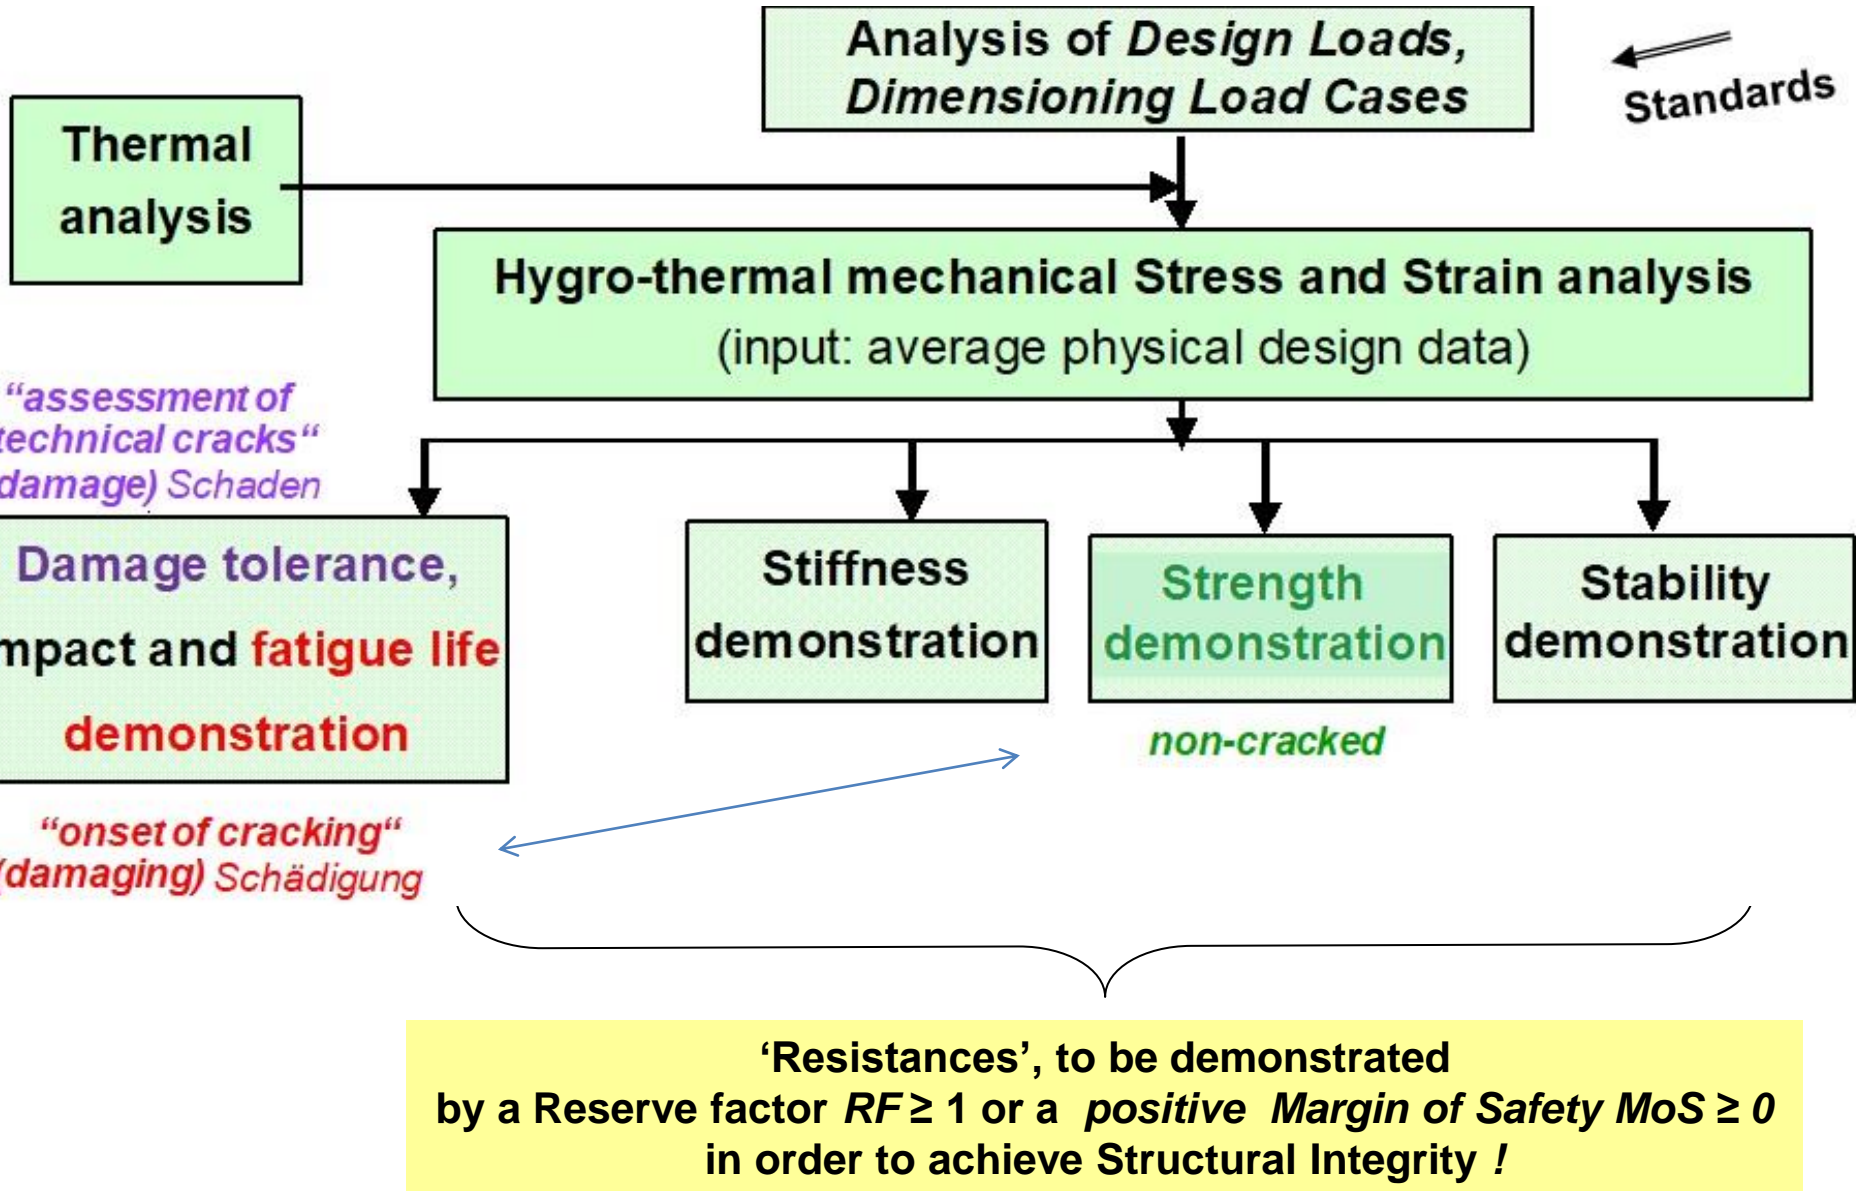 Analysis of Design Loads,
Dimensioning Load Cases
Standards
Thermal
analysis
Hygro-thermal mechanical Stress and Strain analysis
(input: average physical design data)
“assessment of
technical cracks“
damage) Schaden
Damage tolerance,
mpact and fatigue life
demonstration
Stiffness
demonstration
Strength
demonstration
Stability
demonstration
non-cracked
“onset of cracking“
(damaging) Schädigung
‘Resistances’, to be demonstrated
by a Reserve factor RF ≥ 1 or a positive Margin of Safety MoS ≥ 0
in order to achieve Structural Integrity !